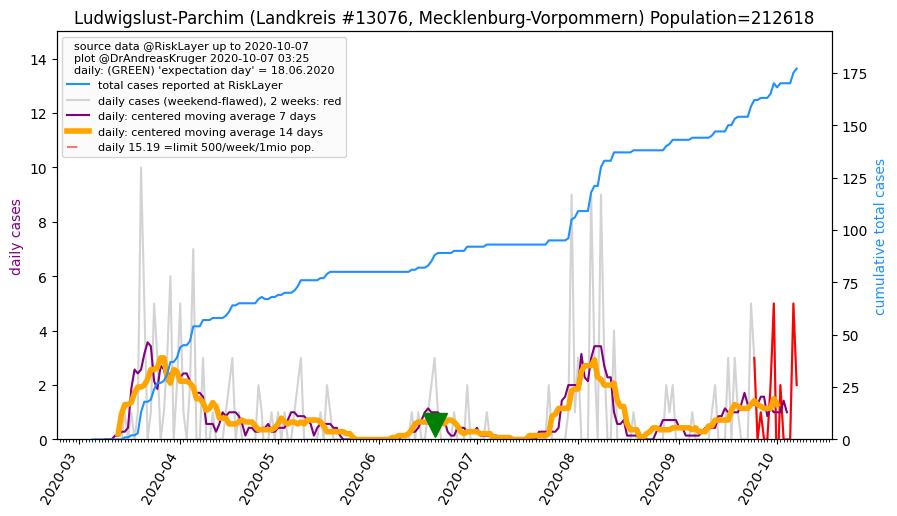 Ludwigslust-Parchim (Landkreis #13076, Mecklenburg-Vorpommern) Population=212618
source data @RiskLayer up to 2020-10-07
plot @DrAndreasKruger 2020-10-07 03:25
daily: (GREEN) 'expectation day' = 18.06.2020
total cases reported at RiskLayer
daily cases (weekend-flawed), 2 weeks: red
daily: centered moving average 7 days
daily: centered moving average 14 days
daily 15.19 =limit 500/week/1mio pop.
daily cases
14
12
10
8
6
4
2
0
cumulative total cases
175
150
125
100
75
50
25
0
2020-03
2020-04
2020-05
2020-06
2020-07
2020-08
2020-09
2020-10